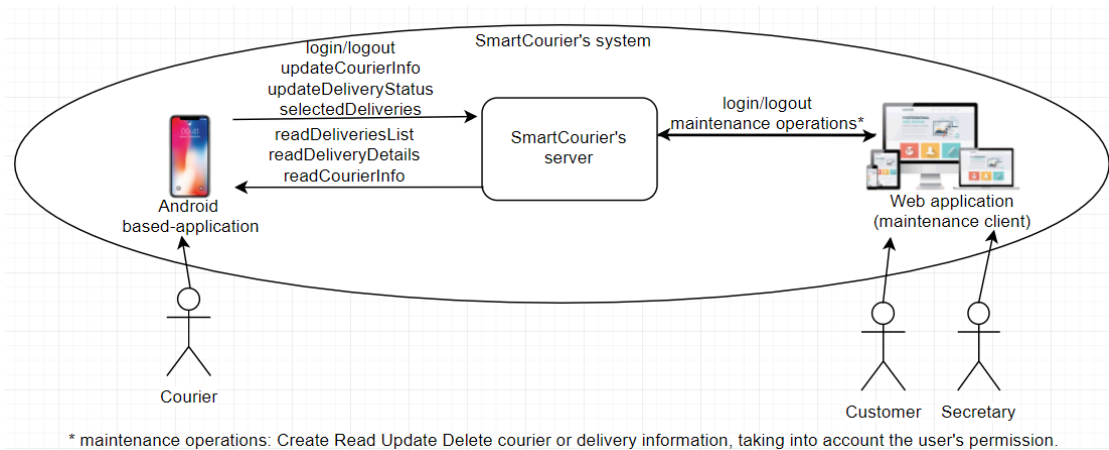 SmartCourier's system
login/logout
updateCourierInfo
updateDeliveryStatus
selectedDeliveries
readDeliveriesList
readDeliveryDetails
readCourierInfo
SmartCourier's
server
login/logout
maintenance operations*
Android
based-application
Web application
(maintenance client)
Courier
Customer
Secretary
* maintenance operations: Create Read Update Delete courier or delivery information, taking into account the user's permission.